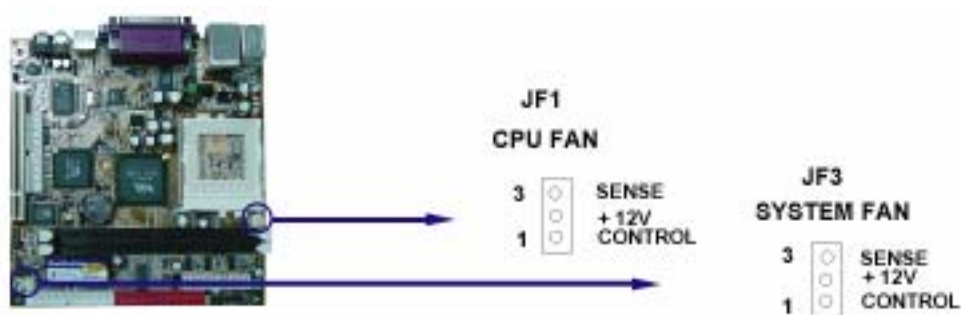 JF1
CPU FAN
3 SENSE
+ 12V
1 CONTROL
JF3
SYSTEM FAN
3 SENSE
+ 12V
1 CONTROL